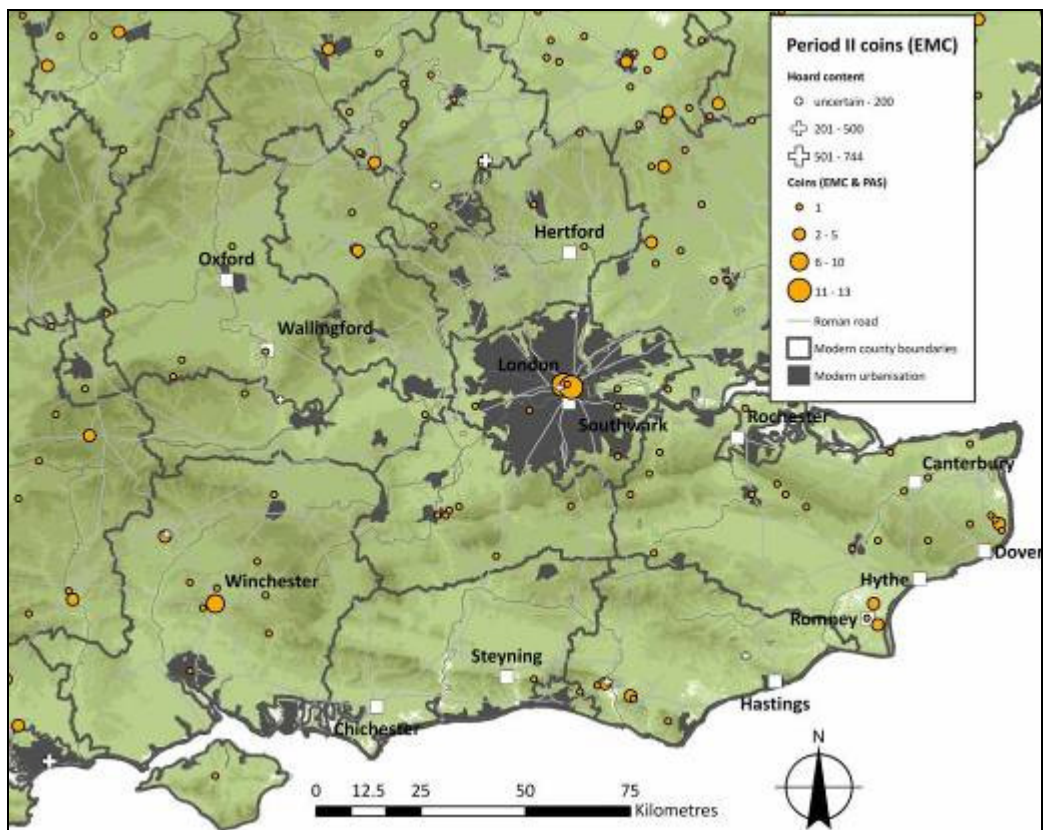 Period II coins (EMC)
Hoard content
uncertain - 200
201 - 500
501 - 744
Coins (EMC & PAS)
1
2 - 5
6 - 10
11 - 13
Roman road
Modern county boundaries
Modern urbanisation
Hertford
Oxford
Wallingford
London
Southwark
Rochester
Canterbury
Dover
Winchester
Hythe
Romney
Steyning
Hastings
Chichester
N
0 12.5 25 50 75
Kilometres